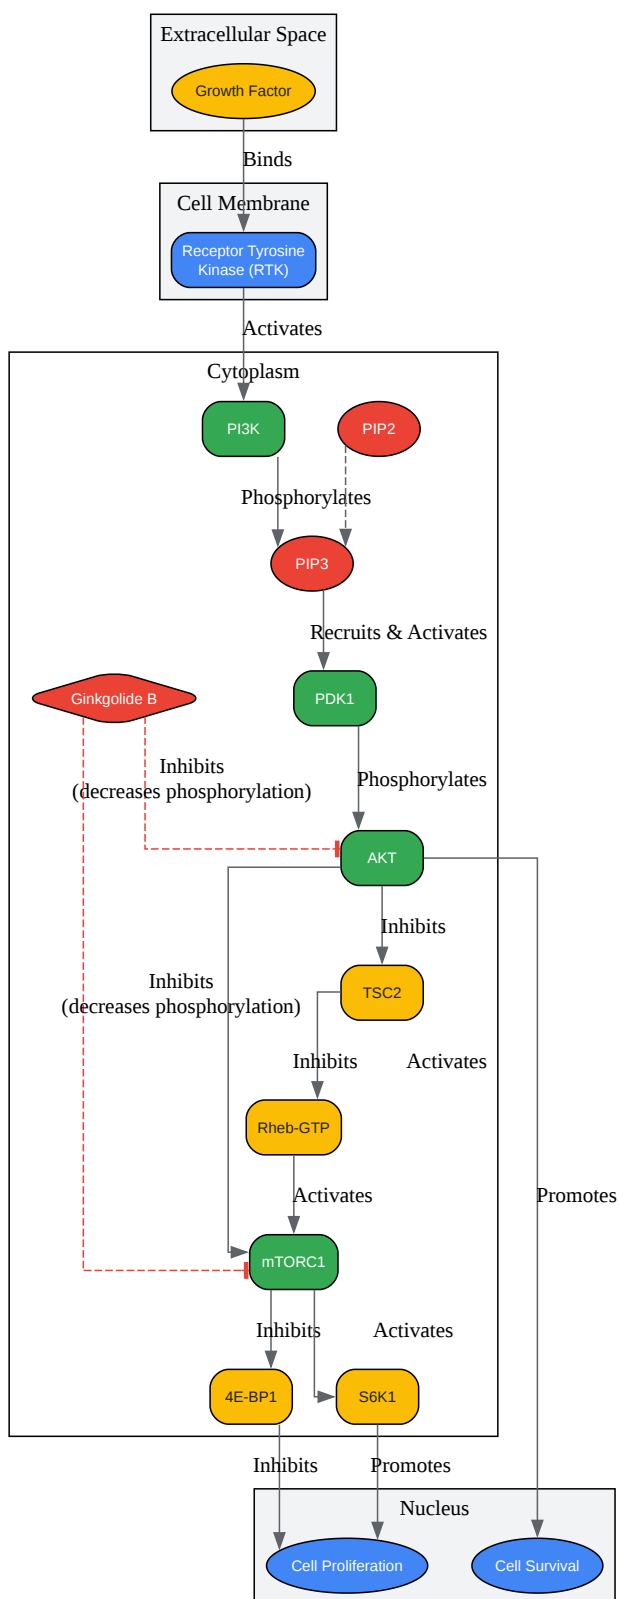 Extracellular Space
Growth Factor
Binds
Cell Membrane
Receptor Tyrosine
Kinase (RTK)
Activates
Cytoplasm
PI3K
PIP2
Phosphorylates
PIP3
Recruits & Activates
Ginkgolide B
PDK1
Inhibits
(decreases phosphorylation)
Phosphorylates
AKT
Inhibits
Inhibits
(decreases phosphorylation)
TSC2
Inhibits
Activates
Rheb-GTP
Activates
Promotes
mTORC1
Inhibits
Activates
4E-BP1
S6K1
Inhibits
Promotes
Nucleus
Cell Proliferation
Cell Survival